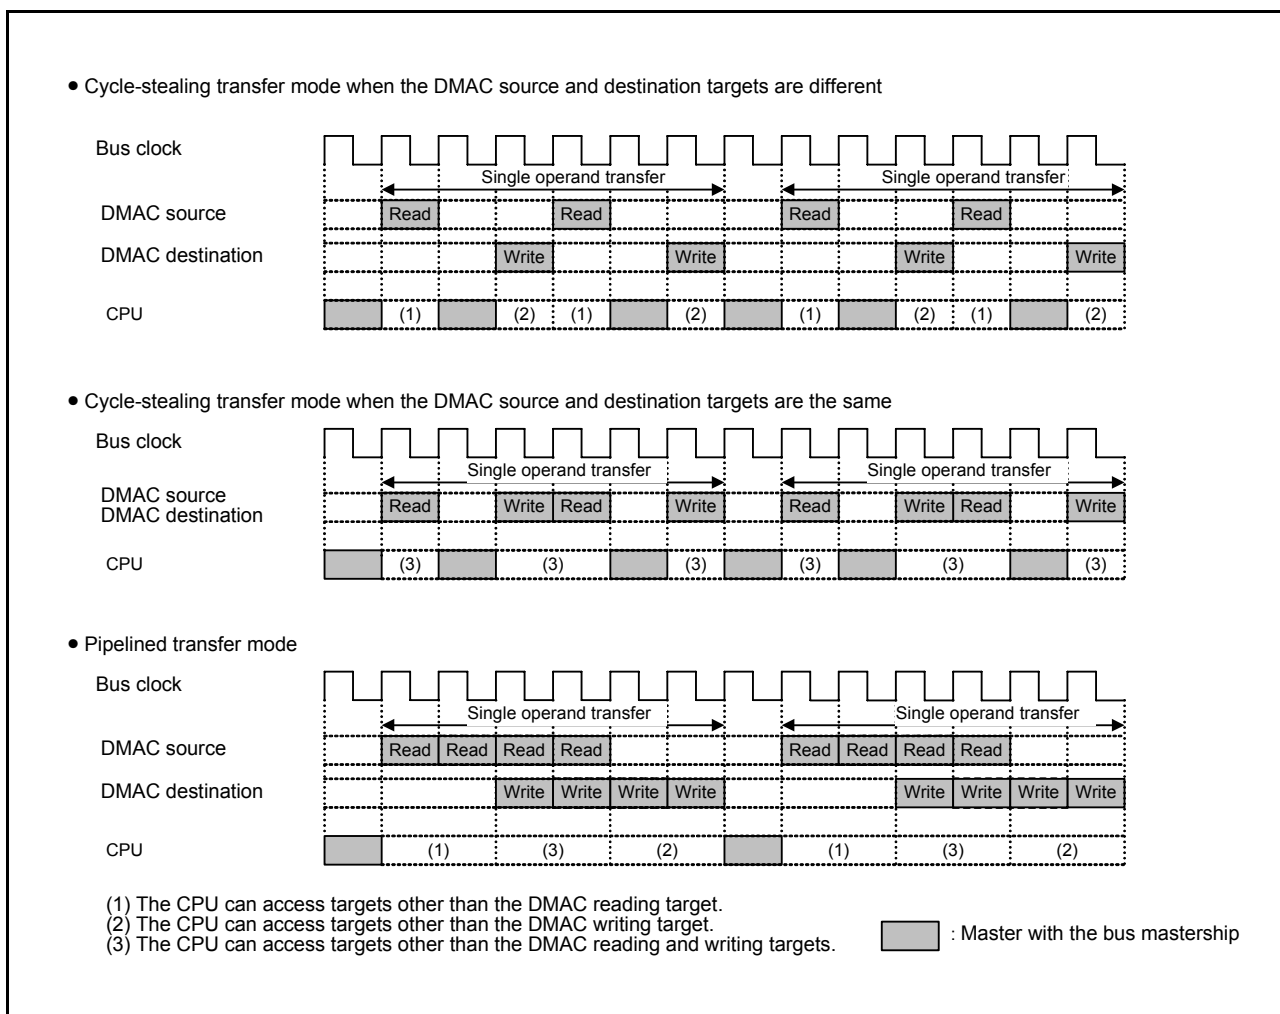 • Cycle-stealing transfer mode when the DMAC source and destination targets are different
Bus clock
Single operand transfer Single operand transfer
DMAC source Read Read Read Read
DMAC destination Write Write Write Write
CPU (1) (2) (1) (2) (1) (2) (1) (2)
• Cycle-stealing transfer mode when the DMAC source and destination targets are the same
Bus clock
Single operand transfer Single operand transfer
DMAC source
DMAC destination Read Write Read Write Read Write Read Write
CPU (3) (3) (3) (3) (3) (3)
• Pipelined transfer mode
Bus clock
Single operand transfer Single operand transfer
DMAC source Read Read Read Read Read Read Read Read
DMAC destination Write Write Write Write Write Write Write Write
CPU (1) (3) (2) (1) (3) (2)
(1) The CPU can access targets other than the DMAC reading target.
(2) The CPU can access targets other than the DMAC writing target.
(3) The CPU can access targets other than the DMAC reading and writing targets.
: Master with the bus mastership